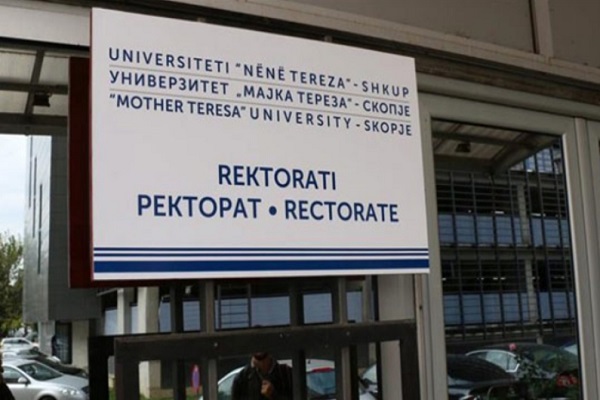 UNIVERSITETI "NËNË TEREZA" - SHKUP
УНИВЕРЗИТЕТ „МАЈКА ТЕРЕЗА" - СКОПЈЕ
"MOTHER TERESA" UNIVERSITY - SKOPJE
REKTORATI
РЕКТОРАТ • RECTORATE